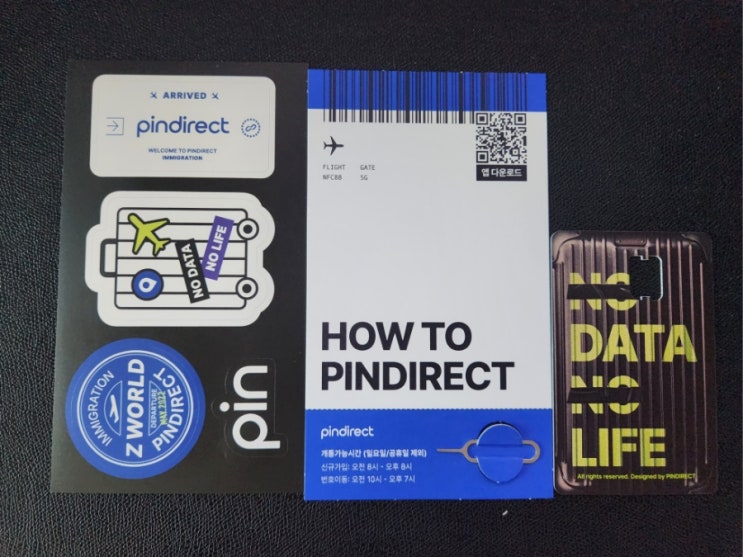 ARRIVED
pindirect
WELCOME TO PINDIRECT
IMMIGRATION
NO DATA
NO LIFE
IMMIGRATION
Z WORLD
DEPARTURE
MAY 2022
PINDIRECT
pin
FLIGHT GATE
NFC88 5G
앱 다운로드
HOW TO
PINDIRECT
pindirect
개통가능시간 (일요일/공휴일 제외)
신규가입: 오전 8시 - 오후 8시
번호이동: 오전 10시 - 오후 7시
NO
DATA
NO
LIFE
All rights reserved. Designed by PINDIRECT